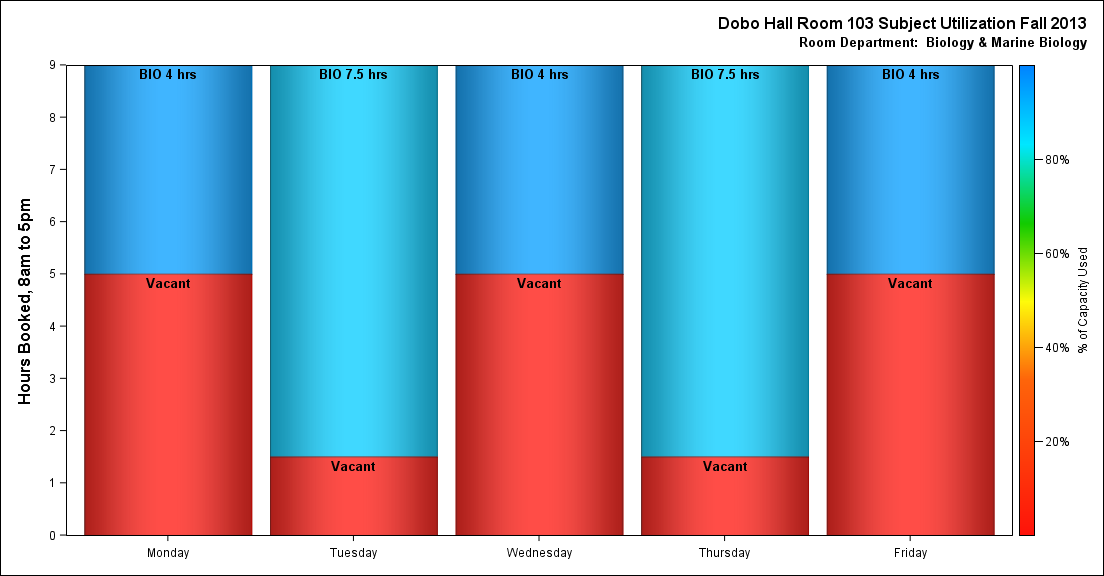 Dobo Hall Room 103 Subject Utilization Fall 2013
Room Department:  Biology & Marine Biology
Hours Booked, 8am to 5pm
9
8
7
6
5
4
3
2
1
0
BIO 4 hrs
BIO 7.5 hrs
BIO 4 hrs
BIO 7.5 hrs
BIO 4 hrs
Vacant
Vacant
Vacant
Vacant
Vacant
Monday
Tuesday
Wednesday
Thursday
Friday
80%
60%
40%
20%
% of Capacity Used